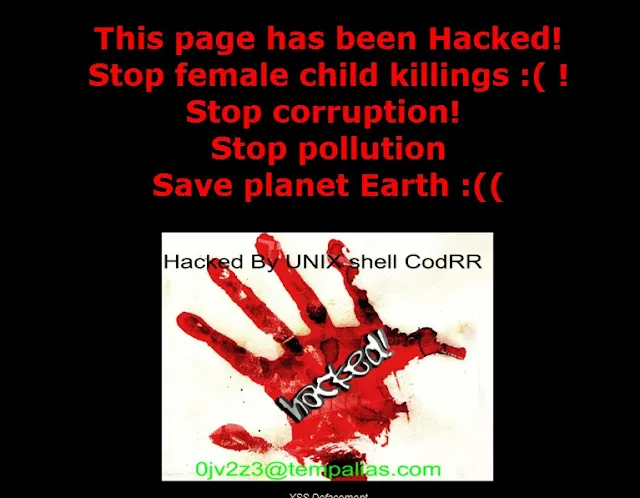 This page has been Hacked!
Stop female child killings :( !
Stop corruption!
Stop pollution
Save planet Earth :((
Hacked By UNIX shell CodRR
hacked!
0jv2z3@tempalias.com
XSS Defacement